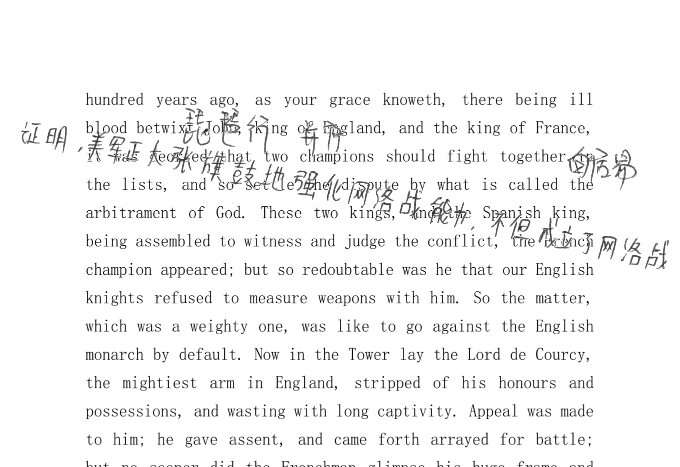 hundred years ago, as your grace knoweth, there being ill
blood betwixt John, king of England, and the king of France,
it was decreed that two champions should fight together in
the lists, and so settle the dispute by what is called the
arbitrament of God. These two kings, and the Spanish king,
being assembled to witness and judge the conflict, the French
champion appeared; but so redoubtable was he that our English
knights refused to measure weapons with him. So the matter,
which was a weighty one, was like to go against the English
monarch by default. Now in the Tower lay the Lord de Courcy,
the mightiest arm in England, stripped of his honours and
possessions, and wasting with long captivity. Appeal was made
to him; he gave assent, and came forth arrayed for battle;
but no sooner did the Frenchman glimpse his huge frame and
琵琶行 并所
证明,美军正大张旗鼓地强化网络战能力,不但成立了网洛战